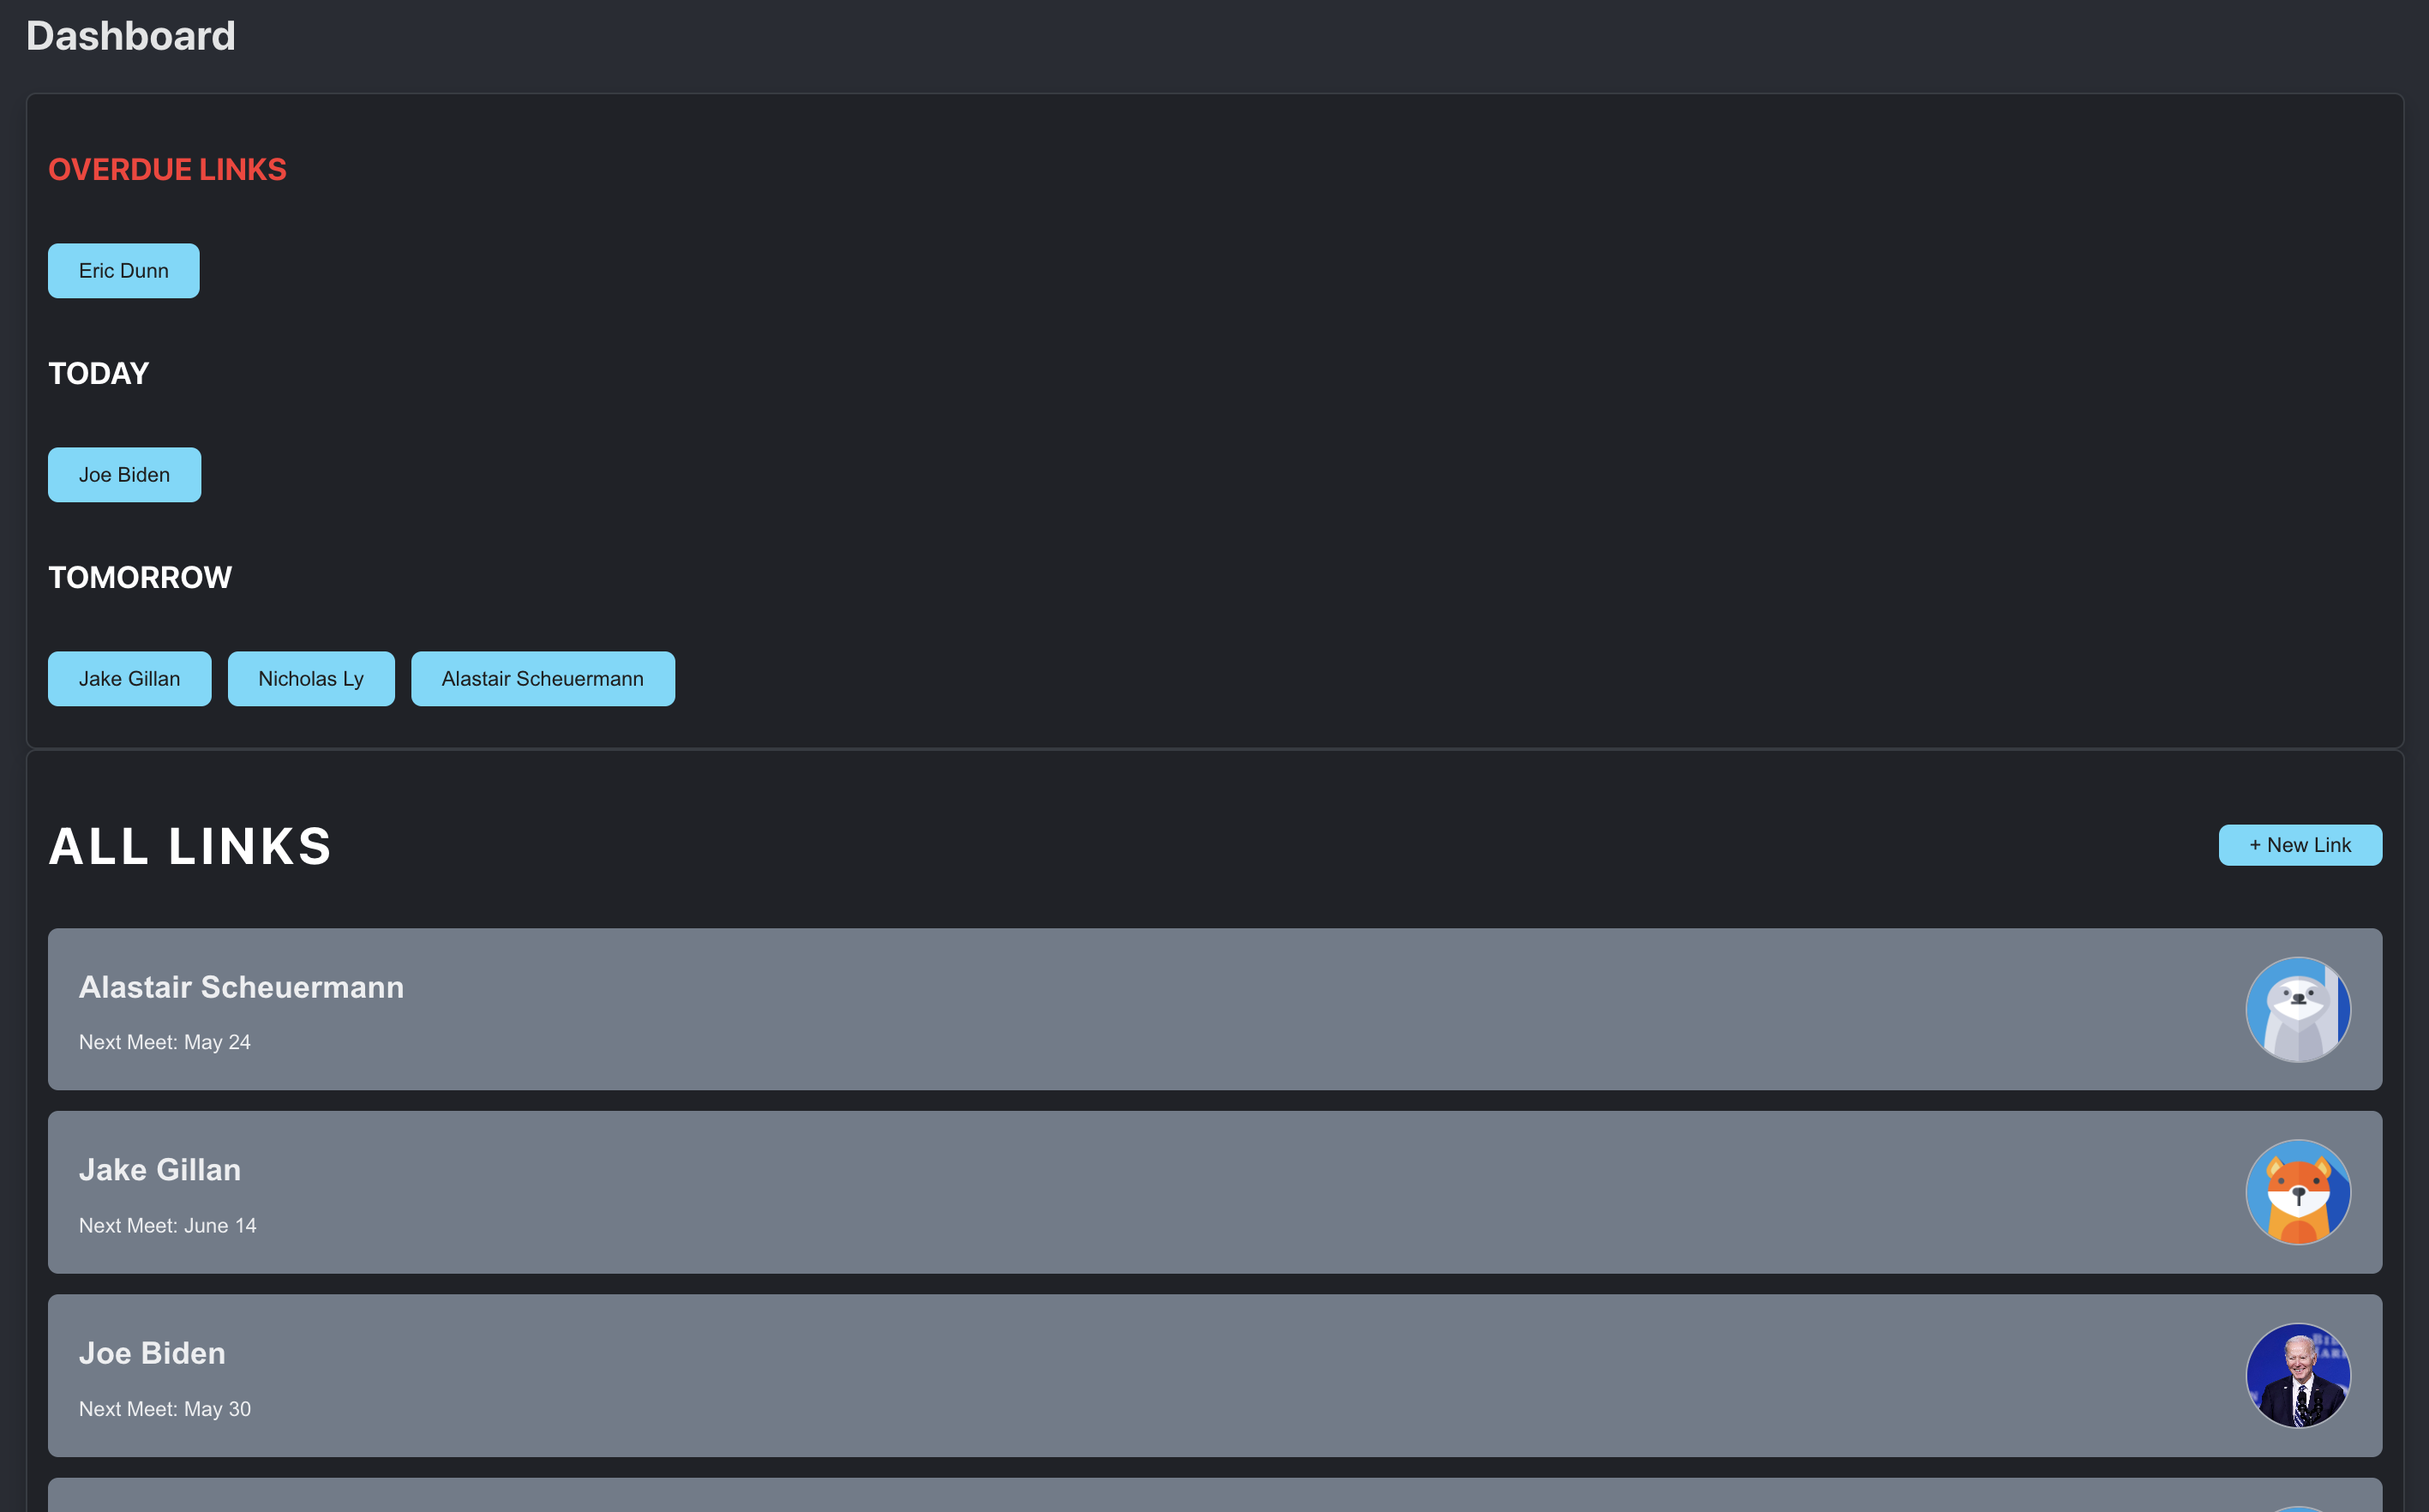 Dashboard
OVERDUE LINKS
Eric Dunn
TODAY
Joe Biden
TOMORROW
Jake Gillan Nicholas Ly Alastair Scheuermann
ALL LINKS + New Link
Alastair Scheuermann
Next Meet: May 24
Jake Gillan
Next Meet: June 14
Joe Biden
Next Meet: May 30